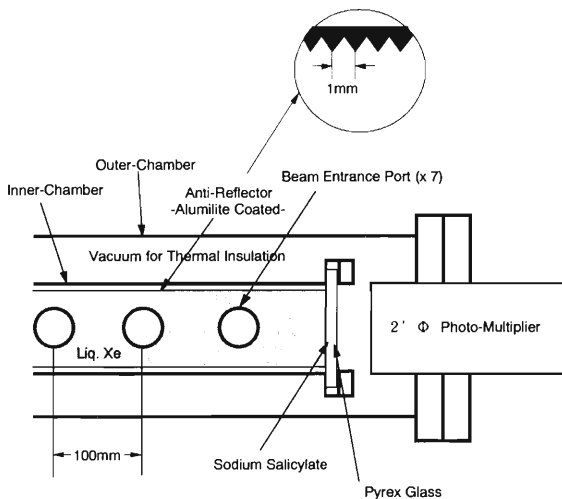 1mm
Outer-Chamber
Inner-Chamber
Anti-Reflector
-Alumilite Coated-
Beam Entrance Port (x 7)
Vacuum for Thermal Insulation
2' Φ Photo-Multiplier
Liq. Xe
100mm
Sodium Salicylate
Pyrex Glass